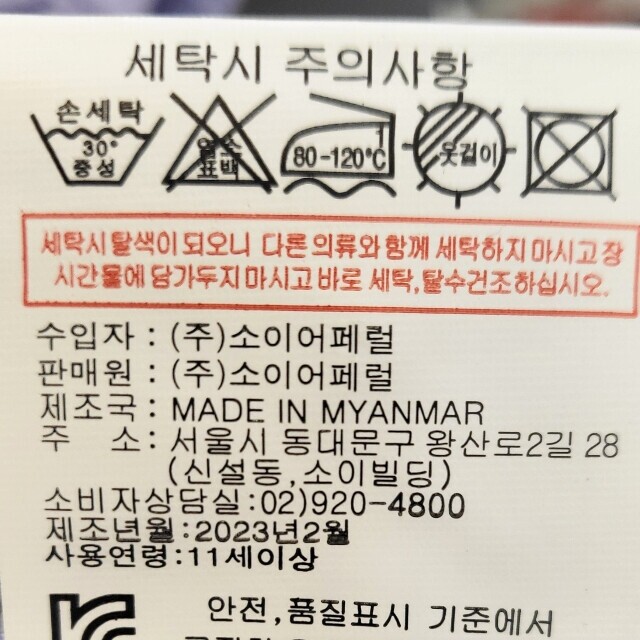 세탁시 주의사항
손세탁
30°
중성
염소
표백
80-120°C
옷걸이
세탁시 탈색이 되오니 다른 의류와 함께 세탁하지 마시고 장
시간 물에 담가두지 마시고 바로 세탁,탈수건조하십시오.
수입자 : (주)소이어페럴
판매원 : (주)소이어페럴
제조국 : MADE IN MYANMAR
주 소: 서울시 동대문구 왕산로2길 28
(신설동,소이빌딩)
소비자상담실:02)920-4800
제조년월:2023년2월
사용연령:11세이상
안전,품질표시 기준에서